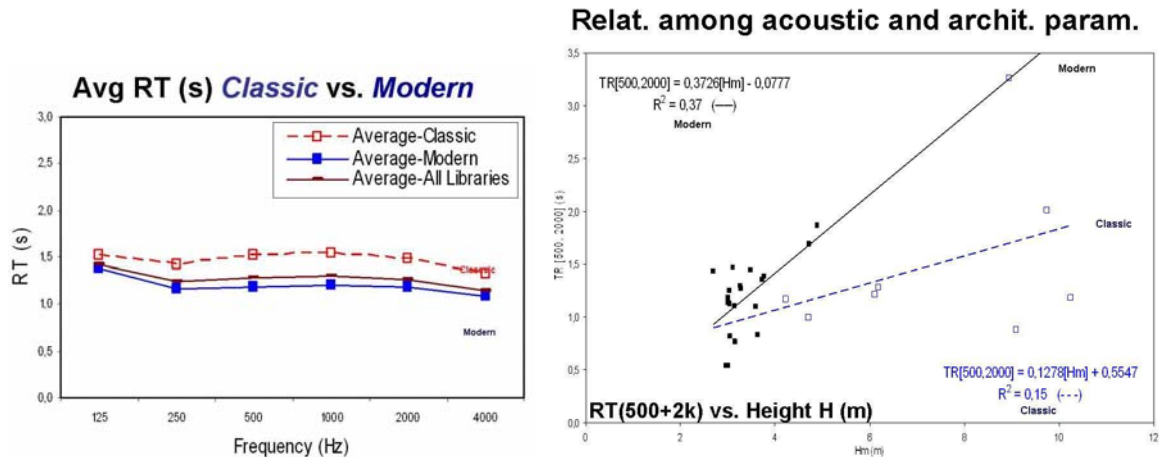 Relat. among acoustic and archit. param.
Avg RT (s) Classic vs. Modern
3,0
2,5
2,0
1,5
1,0
0,5
0,0
RT (s)
Average-Classic
Average-Modern
Average-All Libraries
Classic
Modern
125 250 500 1000 2000 4000
Frequency (Hz)
3,5
3,0
2,5
2,0
1,5
1,0
0,5
0
TR [500, 2000] (s)
TR[500,2000] = 0,3726[Hm] - 0,0777
R² = 0,37 (—)
Modern
Modern
Classic
TR[500,2000] = 0,1278[Hm] + 0,5547
R² = 0,15 (- - -)
Classic
RT(500+2k) vs. Height H (m)
0 2 4 6 8 10 12
Hm (m)